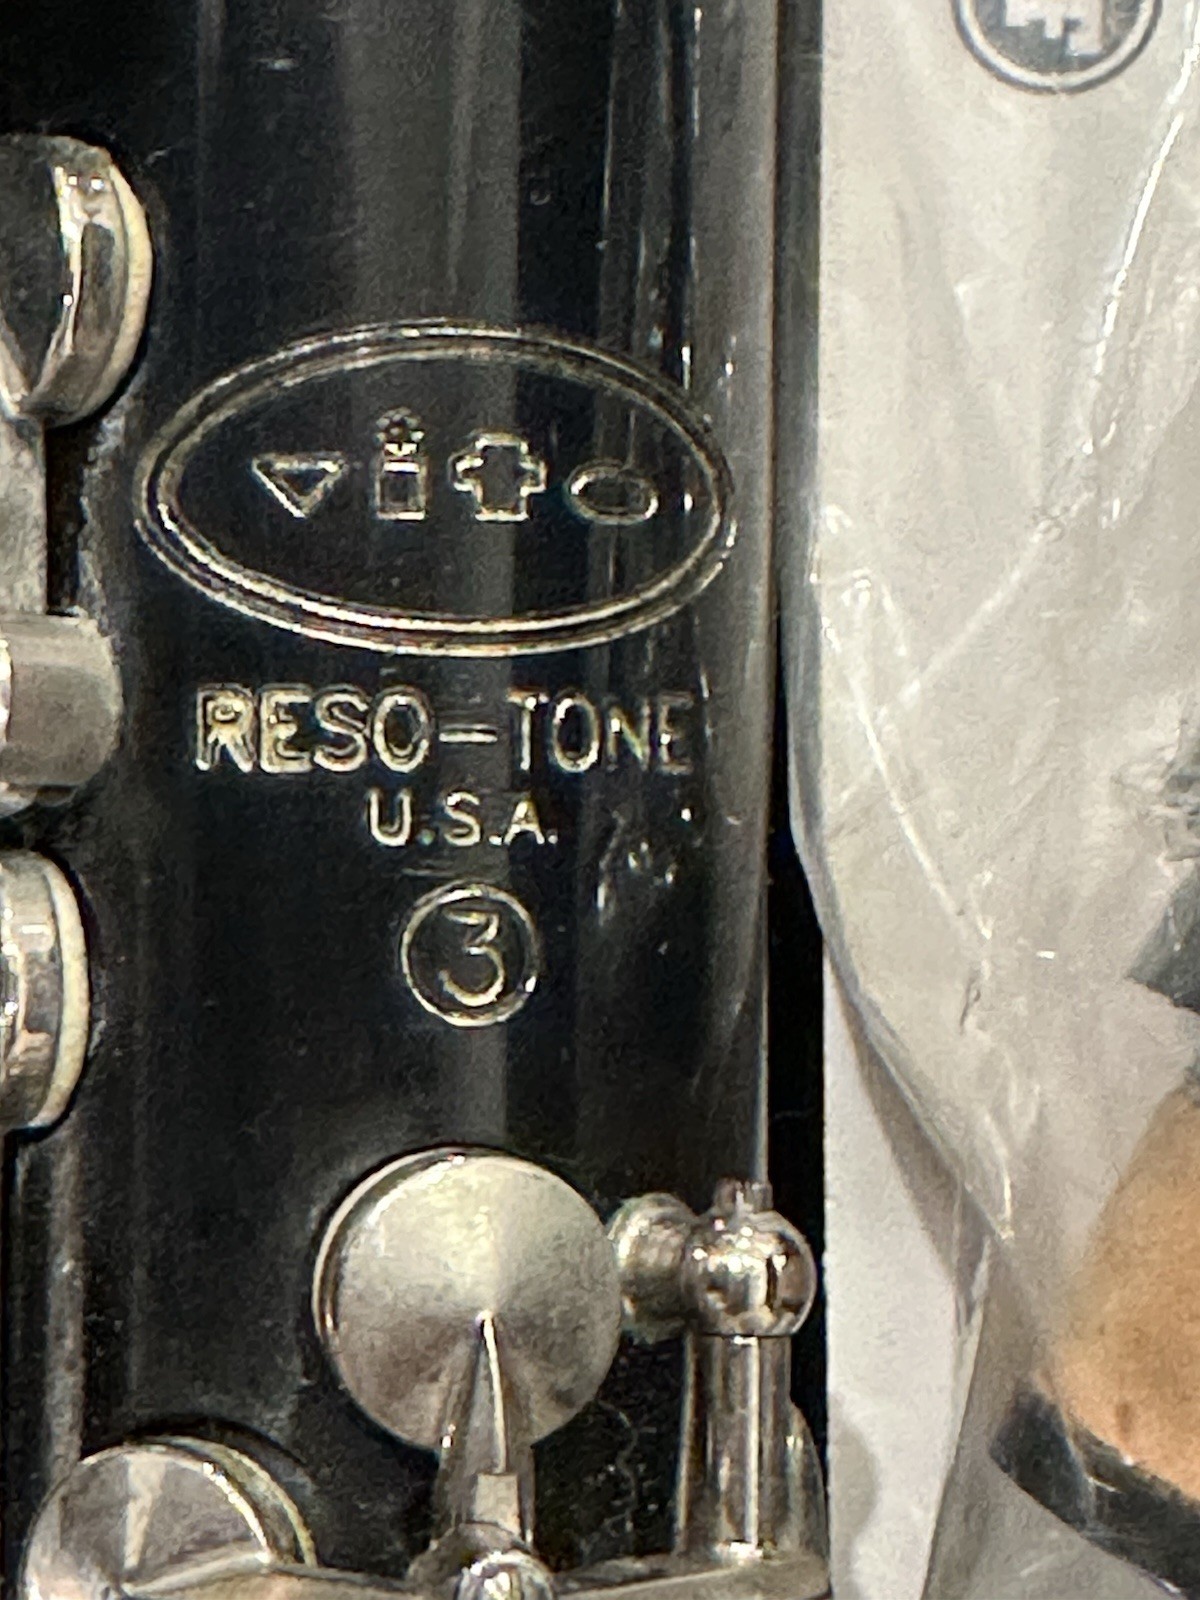 vito
RESO-TONE
U.S.A.
3